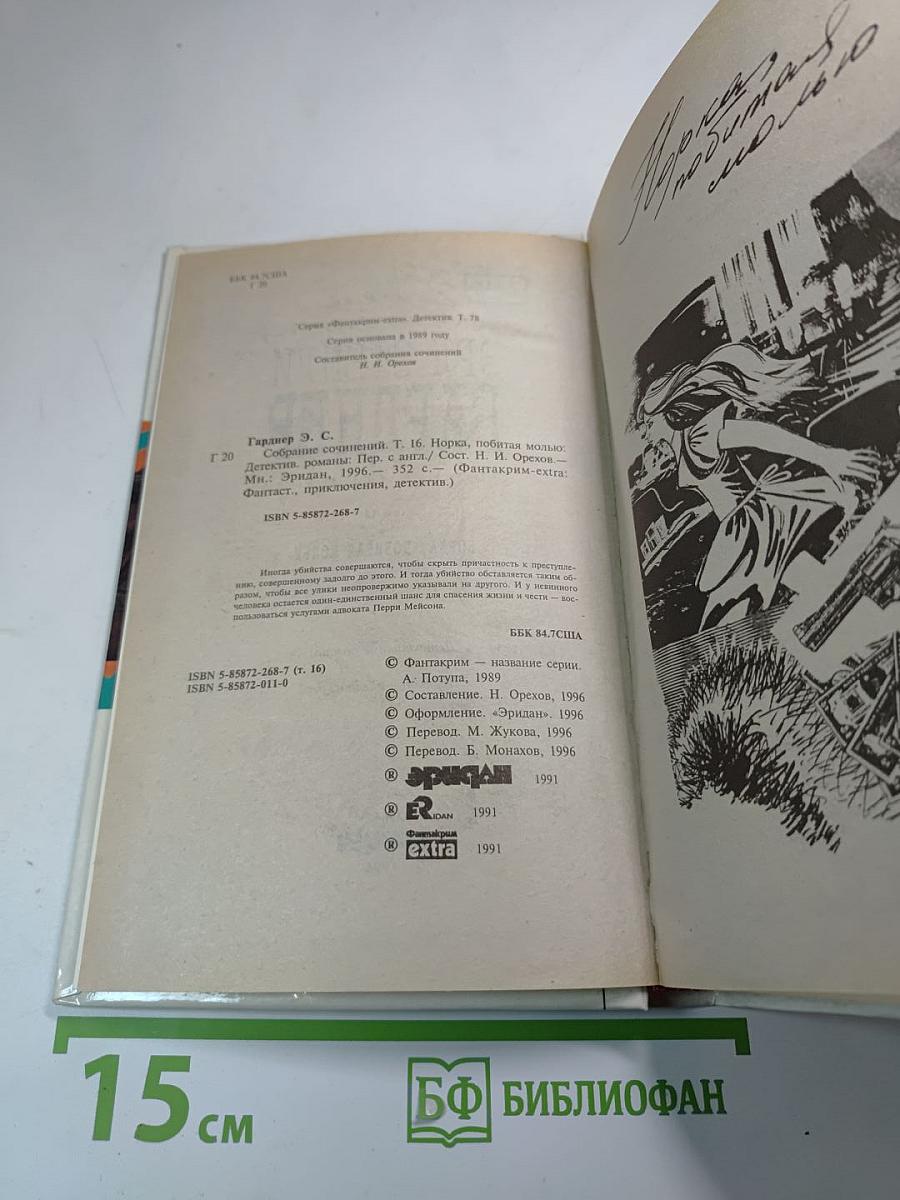 ББК 84.7США
Г 20
Серия «Фантакрим-extra». Детектив. Т. 78
Серия основана в 1989 году
Составитель собрания сочинений
Н. И. Орехов
Гарднер Э. С.
Г 20 Собрание сочинений. Т. 16. Норка, побитая молью:
Детектив. романы: Пер. с англ./ Сост. Н. И. Орехов.—
Мн.: Эридан, 1996.— 352 с.— (Фантакрим-extra:
Фантаст., приключения, детектив.)
ISBN 5-85872-268-7
Иногда убийства совершаются, чтобы скрыть причастность к преступле-
нию, совершенному задолго до этого. И тогда убийство обставляется таким об-
разом, чтобы все улики неопровержимо указывали на другого. И у невинного
человека остается один-единственный шанс для спасения жизни и чести — вос-
пользоваться услугами адвоката Перри Мейсона.
ББК 84.7США
ISBN 5-85872-268-7 (т. 16)
ISBN 5-85872-011-0
© Фантакрим — название серии.
А. Потупа, 1989
© Составление. Н. Орехов, 1996
© Оформление. «Эридан». 1996
© Перевод. М. Жукова, 1996
© Перевод. Б. Монахов, 1996
® эридан 1991
® ERIDAN 1991
® Фантакрим extra 1991
Норка,
побитая
молью
15 см
БФ БИБЛИОФАН